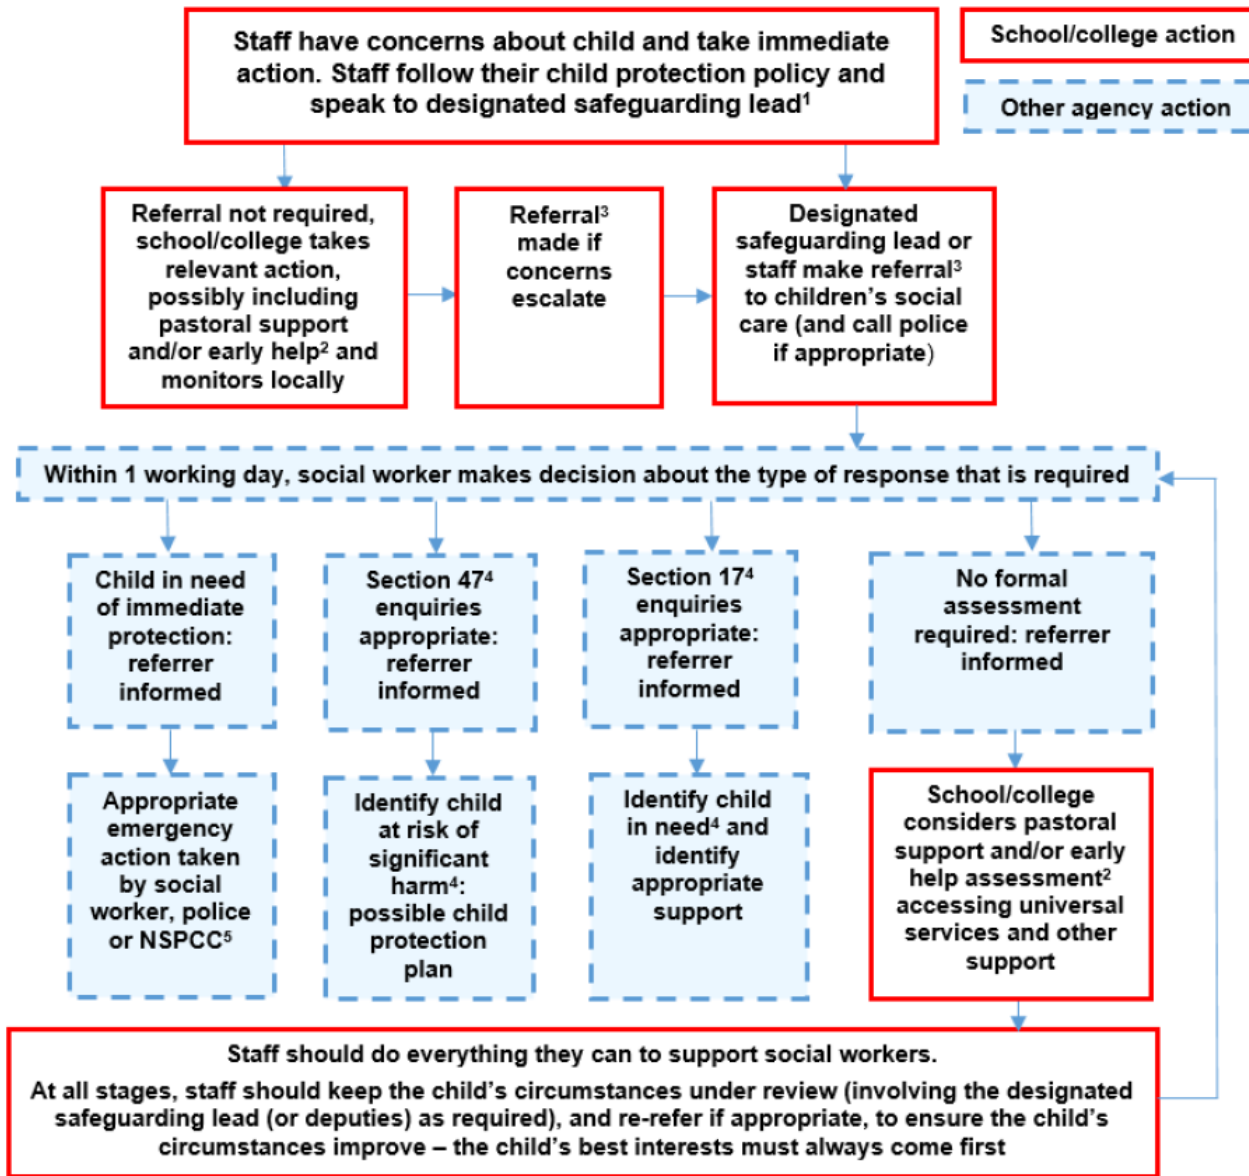 Staff have concerns about child and take immediate
action. Staff follow their child protection policy and
speak to designated safeguarding lead¹
School/college action
Other agency action
Referral not required,
school/college takes
relevant action,
possibly including
pastoral support
and/or early help² and
monitors locally
Referral³
made if
concerns
escalate
Designated
safeguarding lead or
staff make referral³
to children’s social
care (and call police
if appropriate)
Within 1 working day, social worker makes decision about the type of response that is required
Child in need
of immediate
protection:
referrer
informed
Section 47⁴
enquiries
appropriate:
referrer
informed
Section 17⁴
enquiries
appropriate:
referrer
informed
No formal
assessment
required: referrer
informed
Appropriate
emergency
action taken
by social
worker, police
or NSPCC⁵
Identify child
at risk of
significant
harm⁴:
possible child
protection
plan
Identify child
in need⁴ and
identify
appropriate
support
School/college
considers pastoral
support and/or early
help assessment²
accessing universal
services and other
support
Staff should do everything they can to support social workers.
At all stages, staff should keep the child’s circumstances under review (involving the designated
safeguarding lead (or deputies) as required), and re-refer if appropriate, to ensure the child’s
circumstances improve – the child’s best interests must always come first